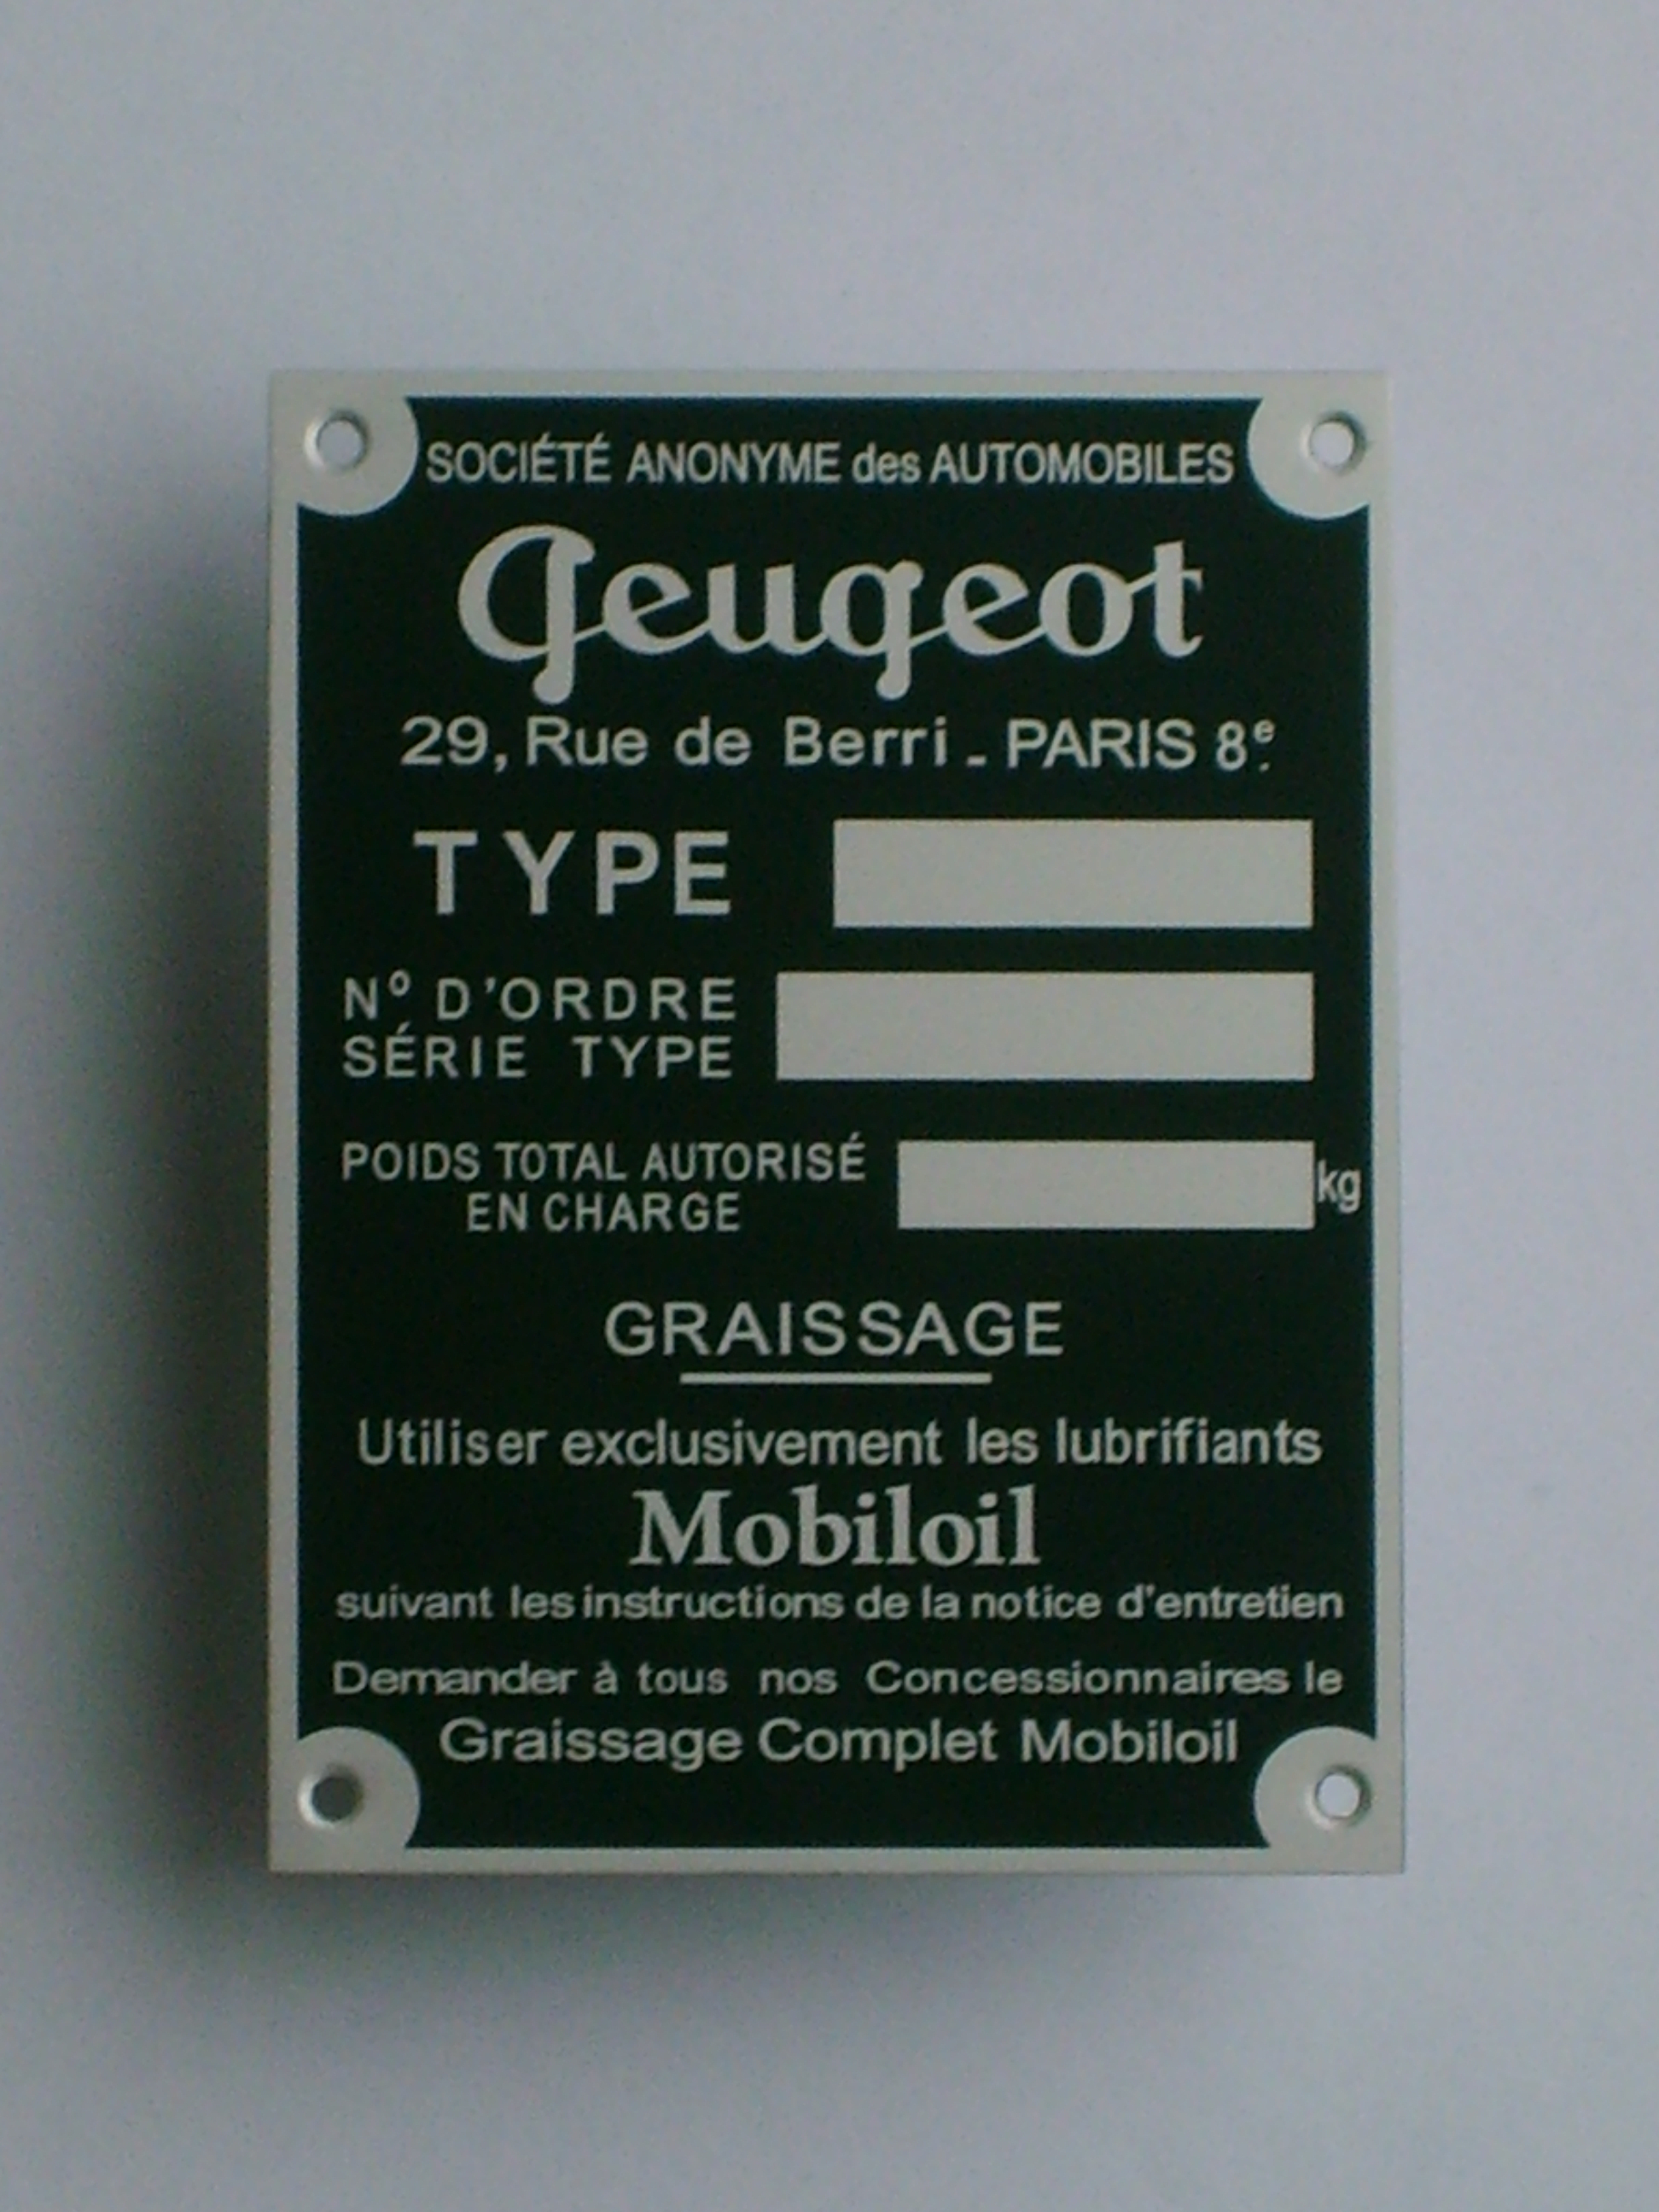 SOCIÉTÉ ANONYME des AUTOMOBILES
Peugeot
29, Rue de Berri - PARIS 8e.
TYPE
No D'ORDRE
SÉRIE TYPE
POIDS TOTAL AUTORISÉ
EN CHARGE
kg
GRAISSAGE
Utiliser exclusivement les lubrifiants
Mobiloil
suivant les instructions de la notice d'entretien
Demander à tous nos Concessionnaires le
Graissage Complet Mobiloil